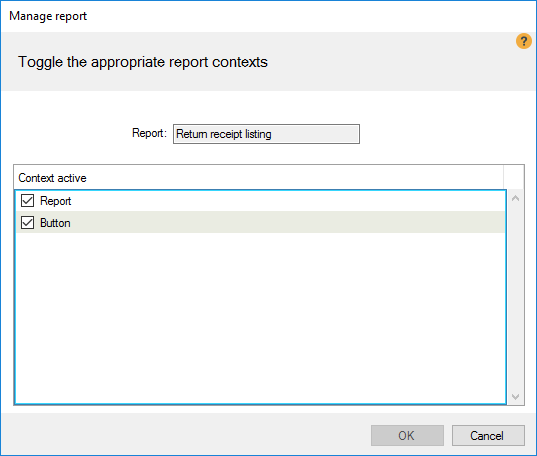 Manage report
?
Toggle the appropriate report contexts
Report: Return receipt listing
Context active
Report
Button
OK Cancel